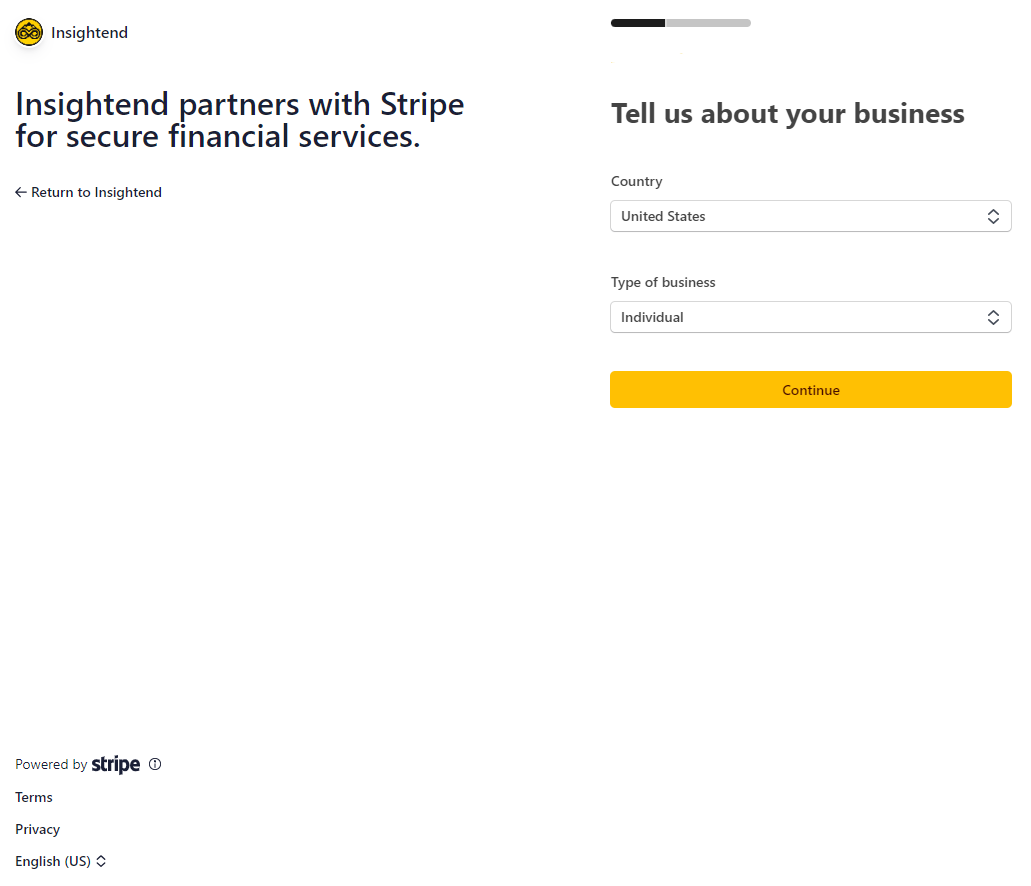 Insightend
Insightend partners with Stripe
for secure financial services.
← Return to Insightend
Tell us about your business
Country
United States
Type of business
Individual
Continue
Powered by stripe
Terms
Privacy
English (US)